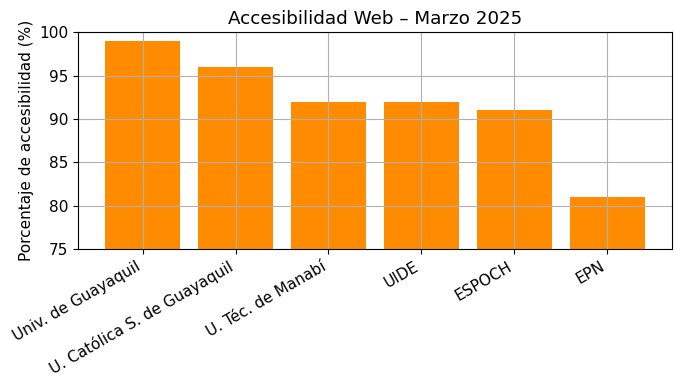 Accesibilidad Web – Marzo 2025
Porcentaje de accesibilidad (%)
100
95
90
85
80
75
Univ. de Guayaquil
U. Católica S. de Guayaquil
U. Téc. de Manabí
UIDE
ESPOCH
EPN